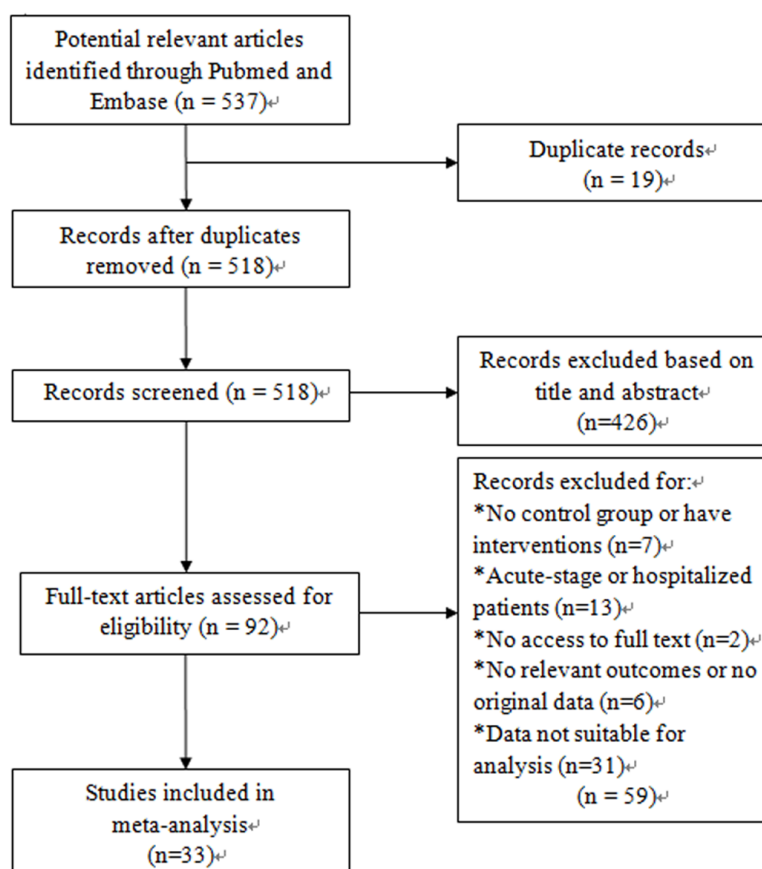 Potential relevant articles
identified through Pubmed and
Embase (n = 537)↵
Duplicate records↵
(n = 19)↵
Records after duplicates
removed (n = 518)↵
Records screened (n = 518)↵
Records excluded based on
title and abstract↵
(n=426)↵
Full-text articles assessed for
eligibility (n = 92)↵
Records excluded for:↵
*No control group or have
interventions (n=7)↵
*Acute-stage or hospitalized
patients (n=13)↵
*No access to full text (n=2)↵
*No relevant outcomes or no
original data (n=6)↵
*Data not suitable for
analysis (n=31)↵
(n = 59)↵
Studies included in
meta-analysis↵
(n=33)↵